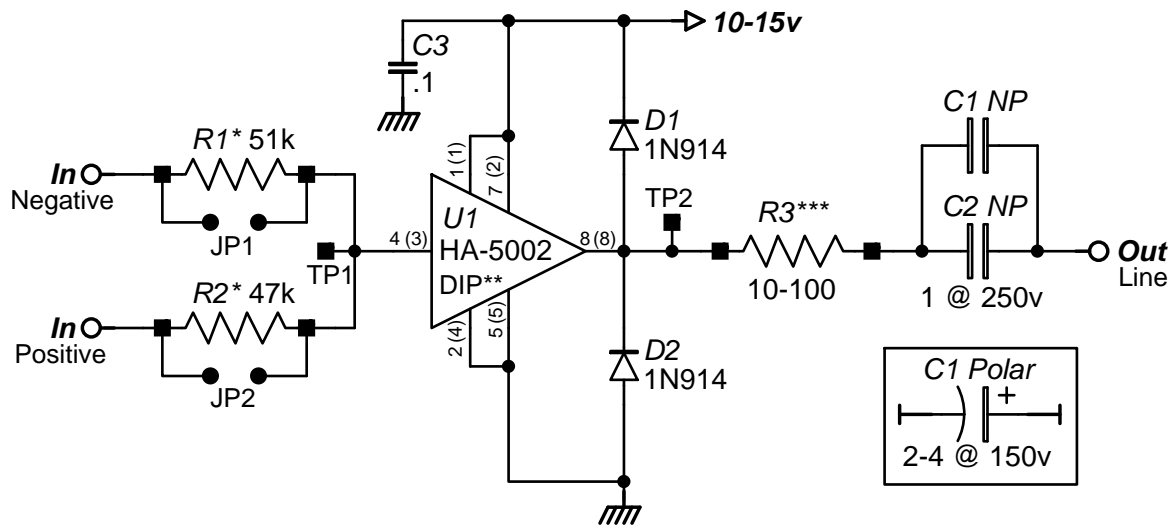 10-15v
C3
.1
C1 NP
D1
1N914
R1* 51k
1 (1)
7 (2)
In
Negative
TP2
JP1
U1
R3***
C2 NP
4 (3)
HA-5002
8 (8)
TP1
Out
Line
R2* 47k
DIP**
10-100
1 @ 250v
In
Positive
2 (4)
5 (5)
D2
1N914
JP2
C1 Polar
+
2-4 @ 150v